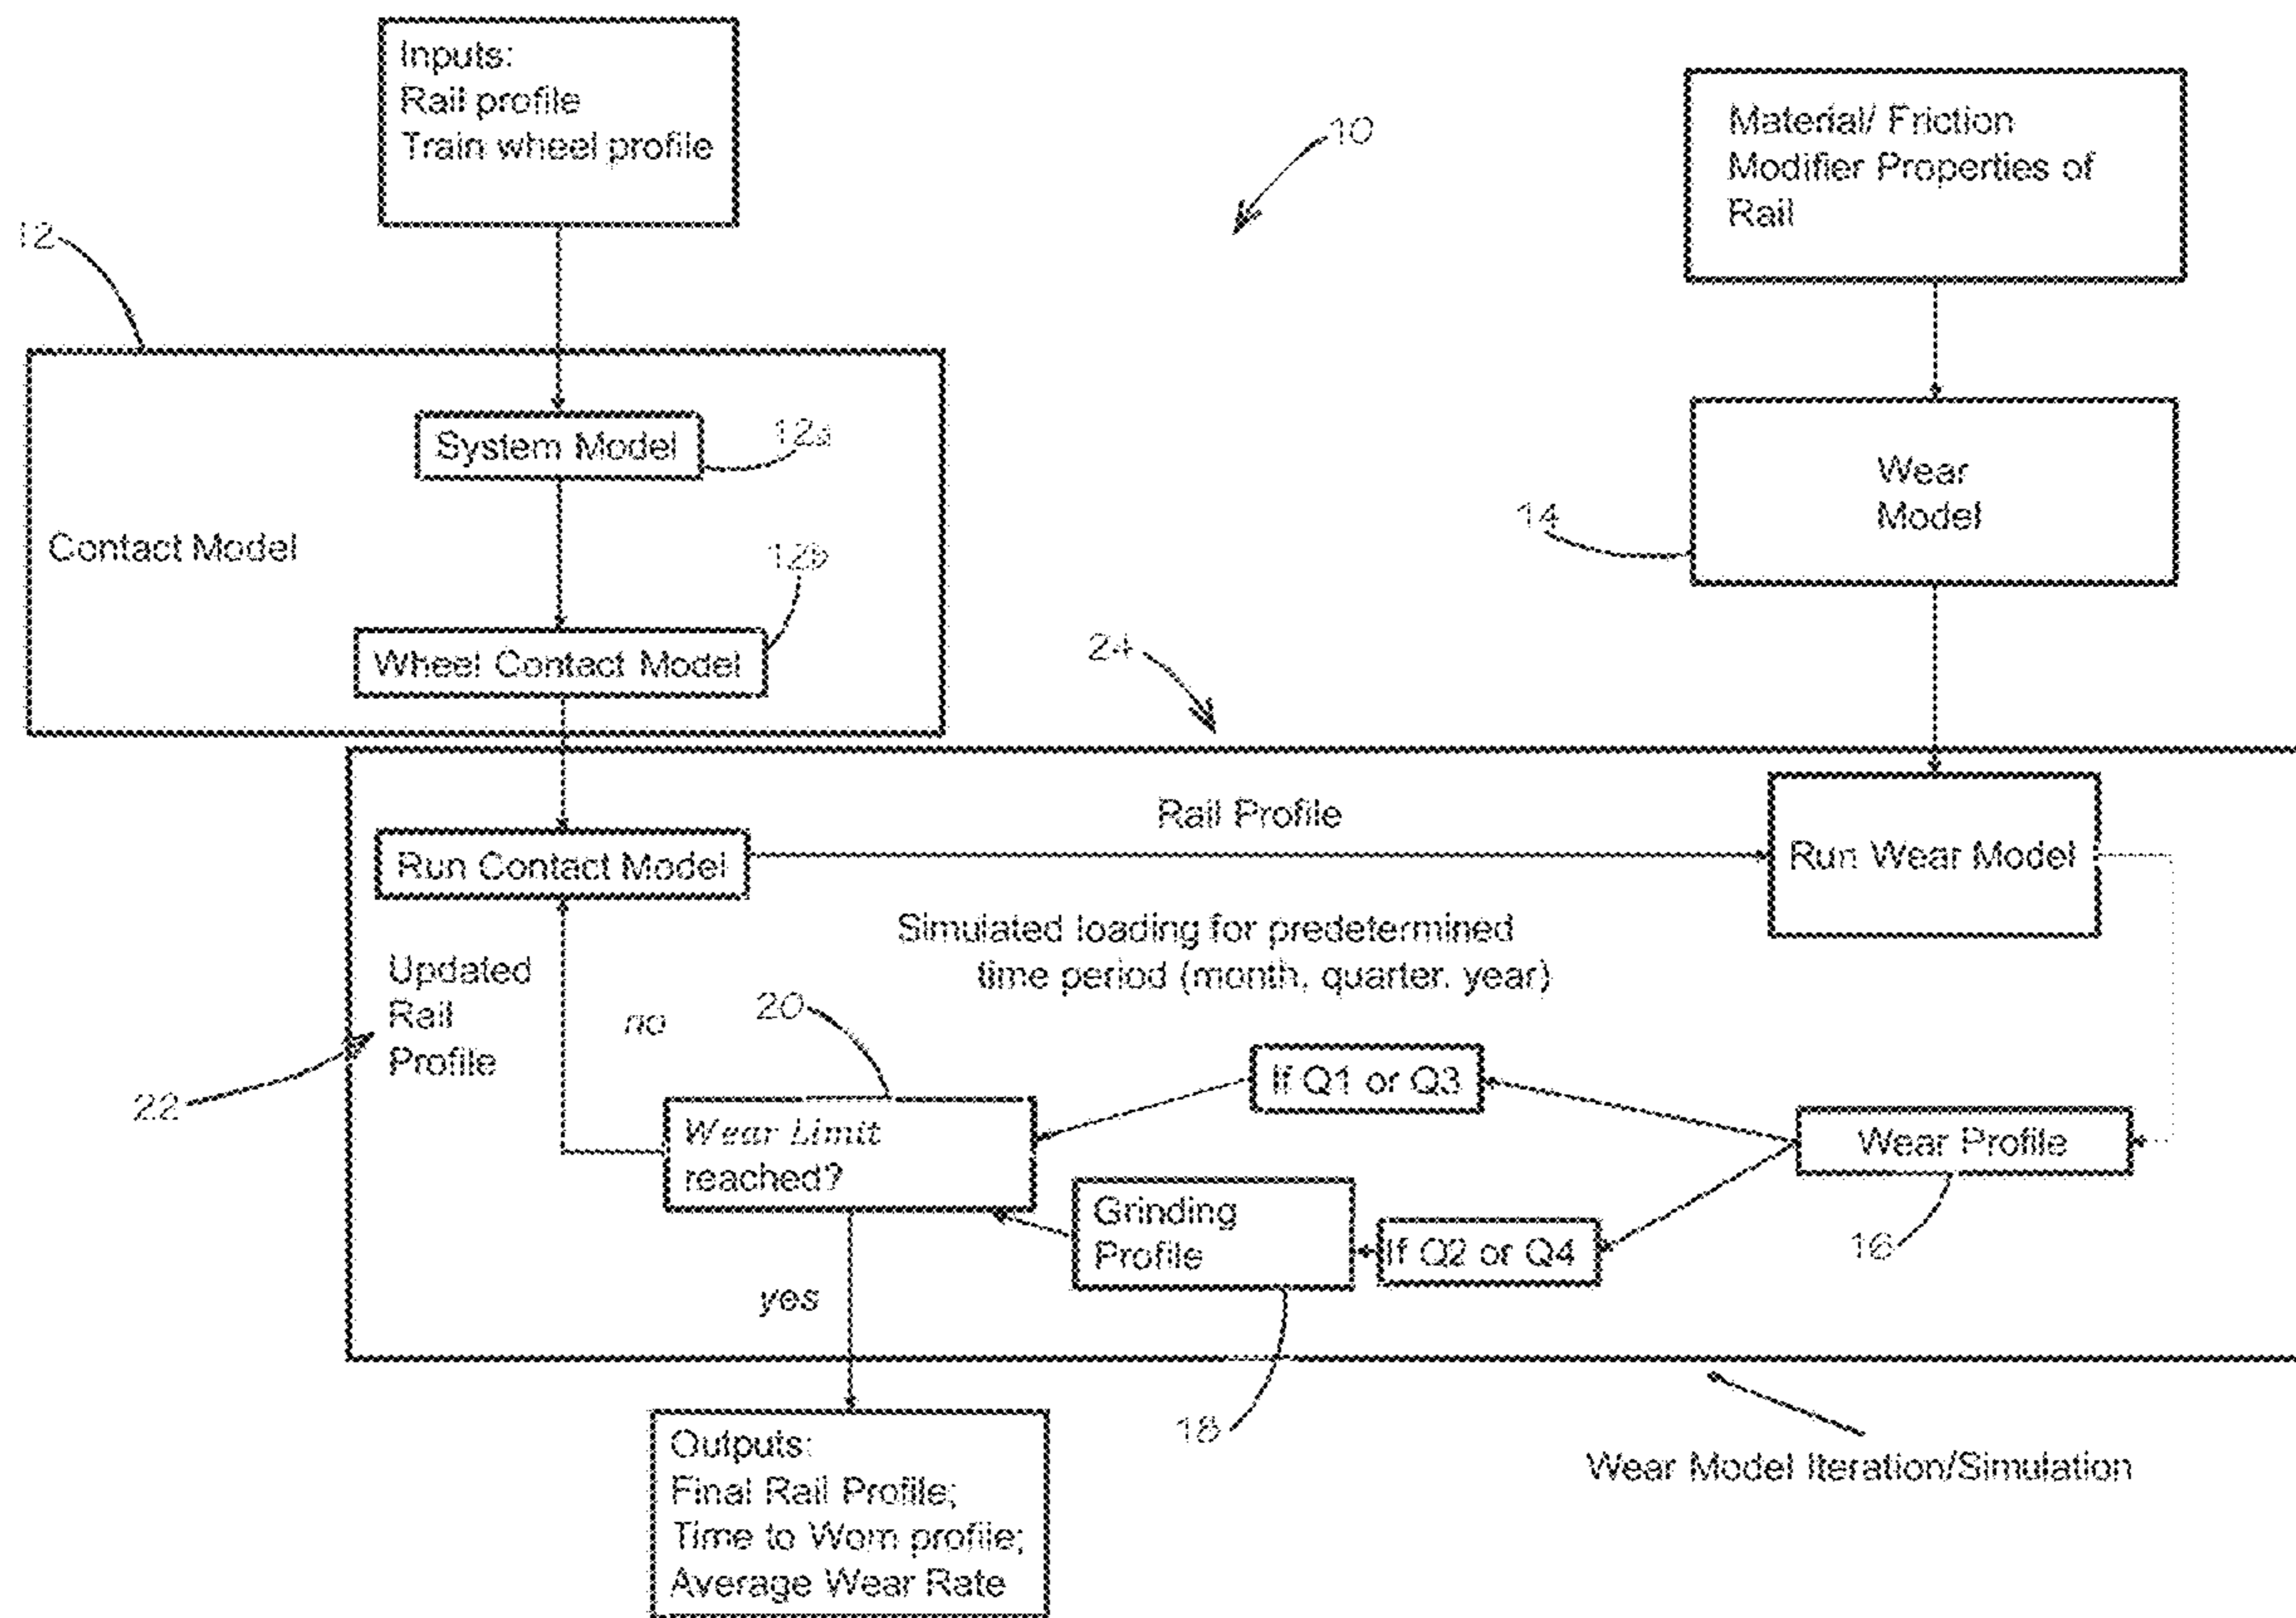 Inputs:
Rail profile
Train wheel profile
10
Material/ Friction
Modifier Properties of
Rail
12
System Model
12a
Contact Model
12b
Wheel Contact Model
Wear
Model
14
24
Rail Profile
Run Contact Model
Run Wear Model
Simulated loading for predetermined
time period (month, quarter. year)
Updated
Rail
Profile
no
20
22
If Q1 or Q3
Wear Limit
reached?
Wear Profile
Grinding
Profile
If Q2 or Q4
16
yes
18
Outputs:
Final Rail Profile;
Time to Worn profile;
Average Wear Rate
Wear Model Iteration/Simulation